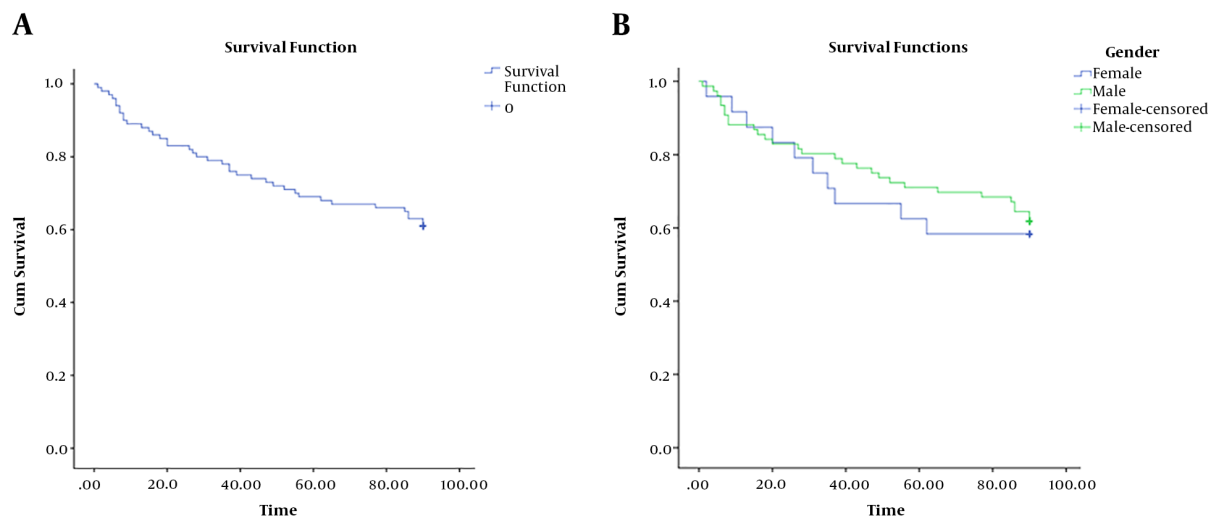 A
Survival Function
Survival
Function
0
1.0
0.8
0.6
0.4
0.2
0.0
Cum Survival
.00 20.0 40.00 60.00 80.00 100.00
Time
B
Survival Functions
Gender
Female
Male
Female-censored
Male-censored
1.0
0.8
0.6
0.4
0.2
0.0
Cum Survival
.00 20.0 40.00 60.00 80.00 100.00
Time